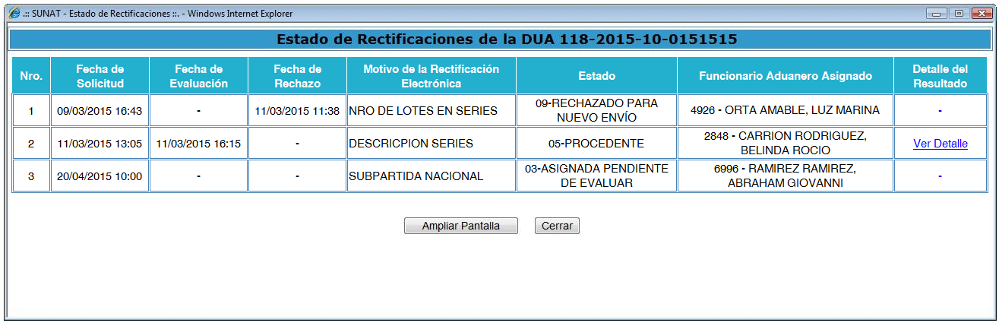 .:: SUNAT - Estado de Rectificaciones ::. - Windows Internet Explorer
Estado de Rectificaciones de la DUA 118-2015-10-0151515
Nro. Fecha de Solicitud Fecha de Evaluación Fecha de Rechazo Motivo de la Rectificación Electrónica Estado Funcionario Aduanero Asignado Detalle del Resultado
1 09/03/2015 16:43 - 11/03/2015 11:38 NRO DE LOTES EN SERIES 09-RECHAZADO PARA NUEVO ENVÍO 4926 - ORTA AMABLE, LUZ MARINA -
2 11/03/2015 13:05 11/03/2015 16:15 - DESCRICPION SERIES 05-PROCEDENTE 2848 - CARRION RODRIGUEZ, BELINDA ROCIO Ver Detalle
3 20/04/2015 10:00 - - SUBPARTIDA NACIONAL 03-ASIGNADA PENDIENTE DE EVALUAR 6996 - RAMIREZ RAMIREZ, ABRAHAM GIOVANNI -
Ampliar Pantalla Cerrar